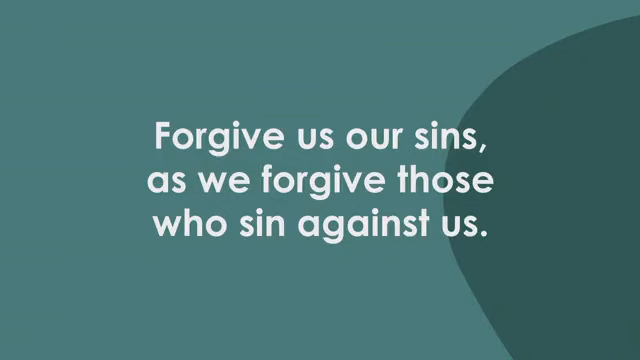 Forgive us our sins,
as we forgive those
who sin against us.